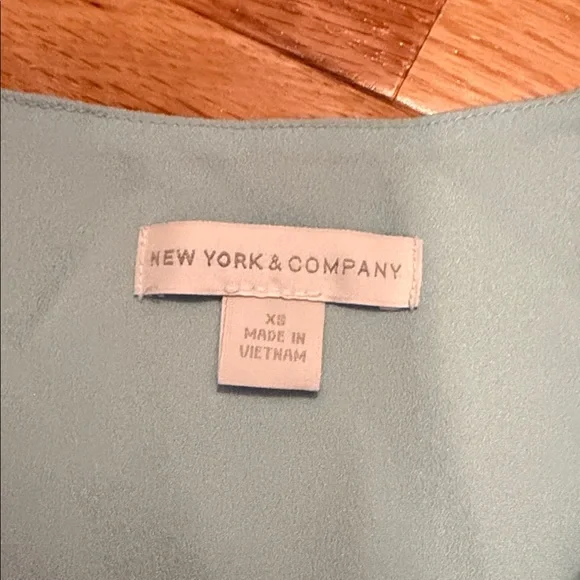 NEW YORK & COMPANY
XS
MADE IN
VIETNAM